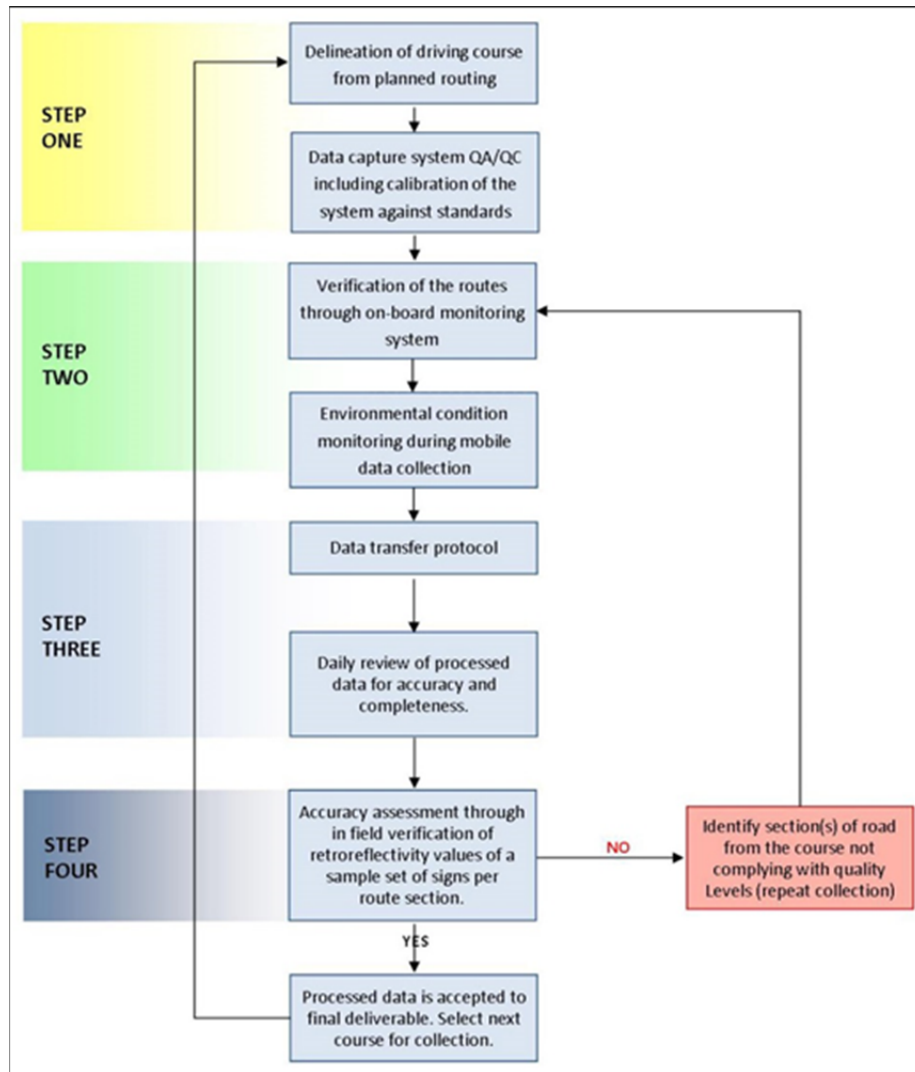 STEP
ONE
Delineation of driving course
from planned routing
Data capture system QA/QC
including calibration of the
system against standards
STEP
TWO
Verification of the routes
through on-board monitoring
system
Environmental condition
monitoring during mobile
data collection
STEP
THREE
Data transfer protocol
Daily review of processed
data for accuracy and
completeness.
STEP
FOUR
Accuracy assessment through
in field verification of
retroreflectivity values of a
sample set of signs per
route section.
NO
Identify section(s) of road
from the course not
complying with quality
Levels (repeat collection)
YES
Processed data is accepted to
final deliverable. Select next
course for collection.